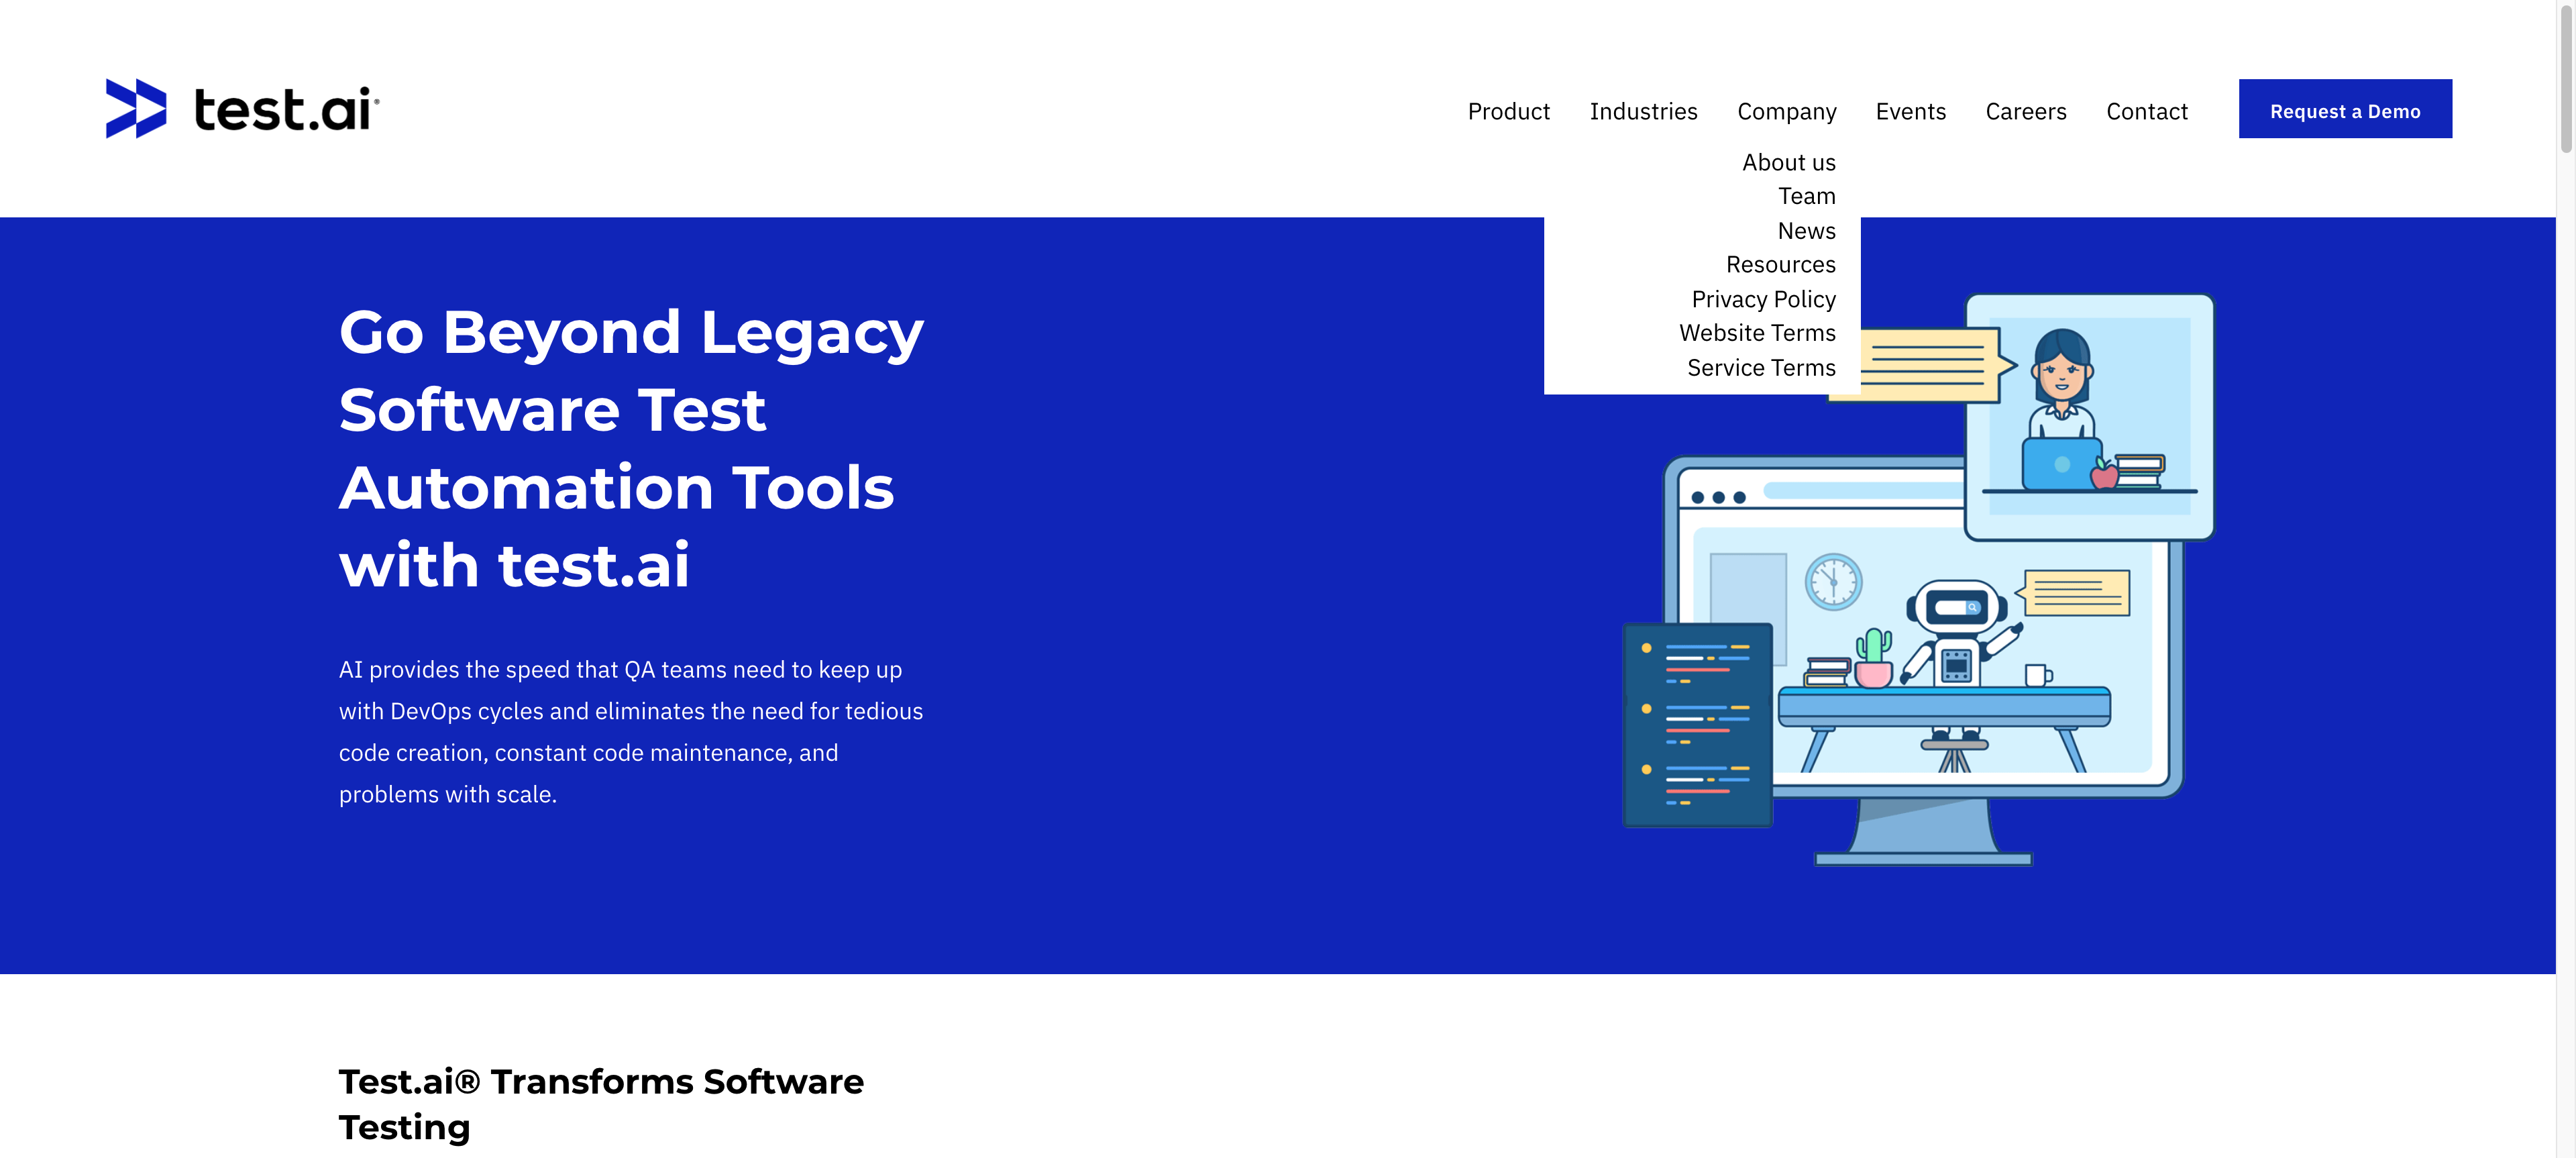 test.ai®
Product Industries Company Events Careers Contact Request a Demo
About us
Team
News
Resources
Privacy Policy
Website Terms
Service Terms
Go Beyond Legacy
Software Test
Automation Tools
with test.ai
AI provides the speed that QA teams need to keep up
with DevOps cycles and eliminates the need for tedious
code creation, constant code maintenance, and
problems with scale.
Test.ai® Transforms Software
Testing